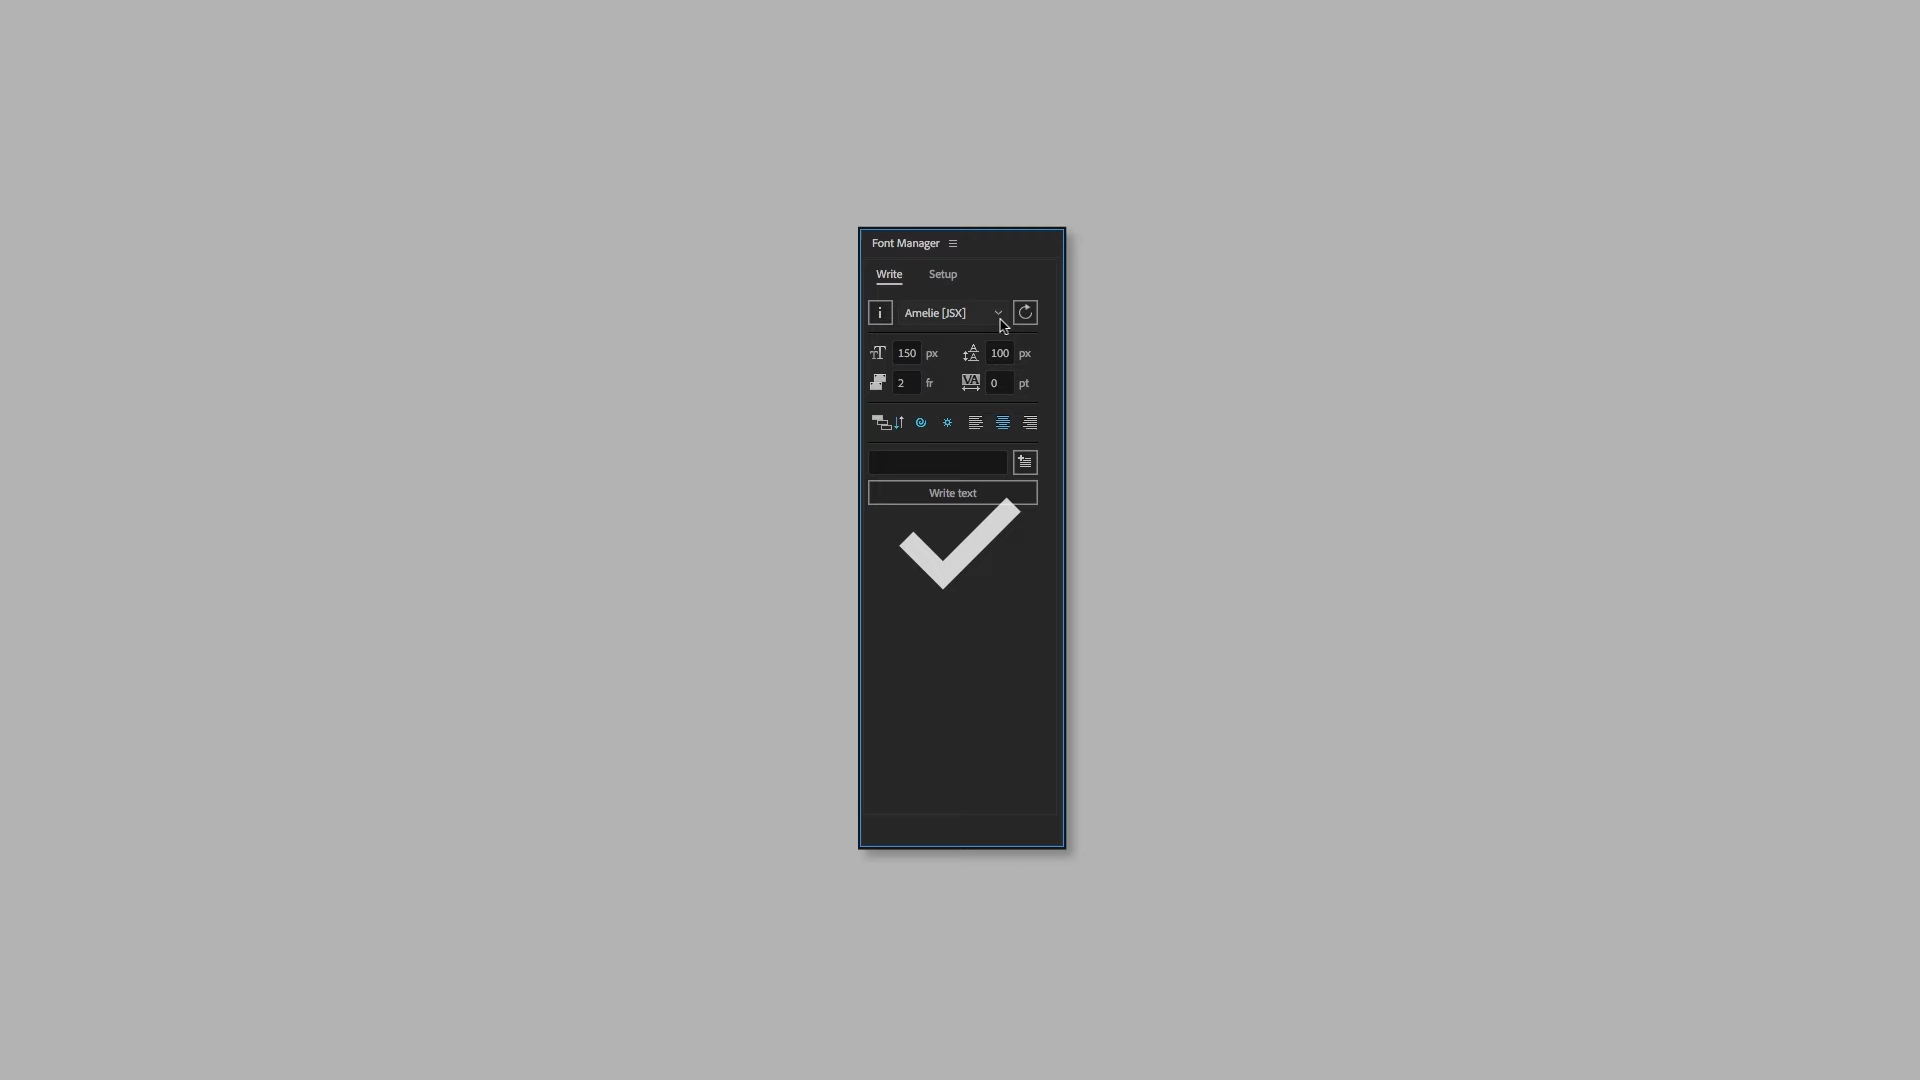 Font Manager
Write Setup
i Amelie [JSX]
150 px 100 px
2 fr 0 pt
Write text